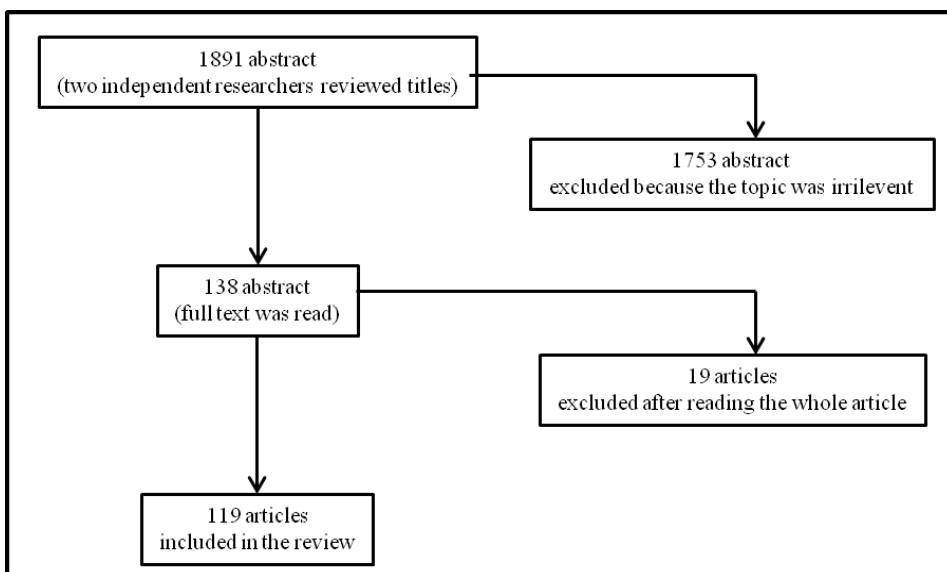 1891 abstract
(two independent researchers reviewed titles)
1753 abstract
excluded because the topic was irrilevent
138 abstract
(full text was read)
19 articles
excluded after reading the whole article
119 articles
included in the review